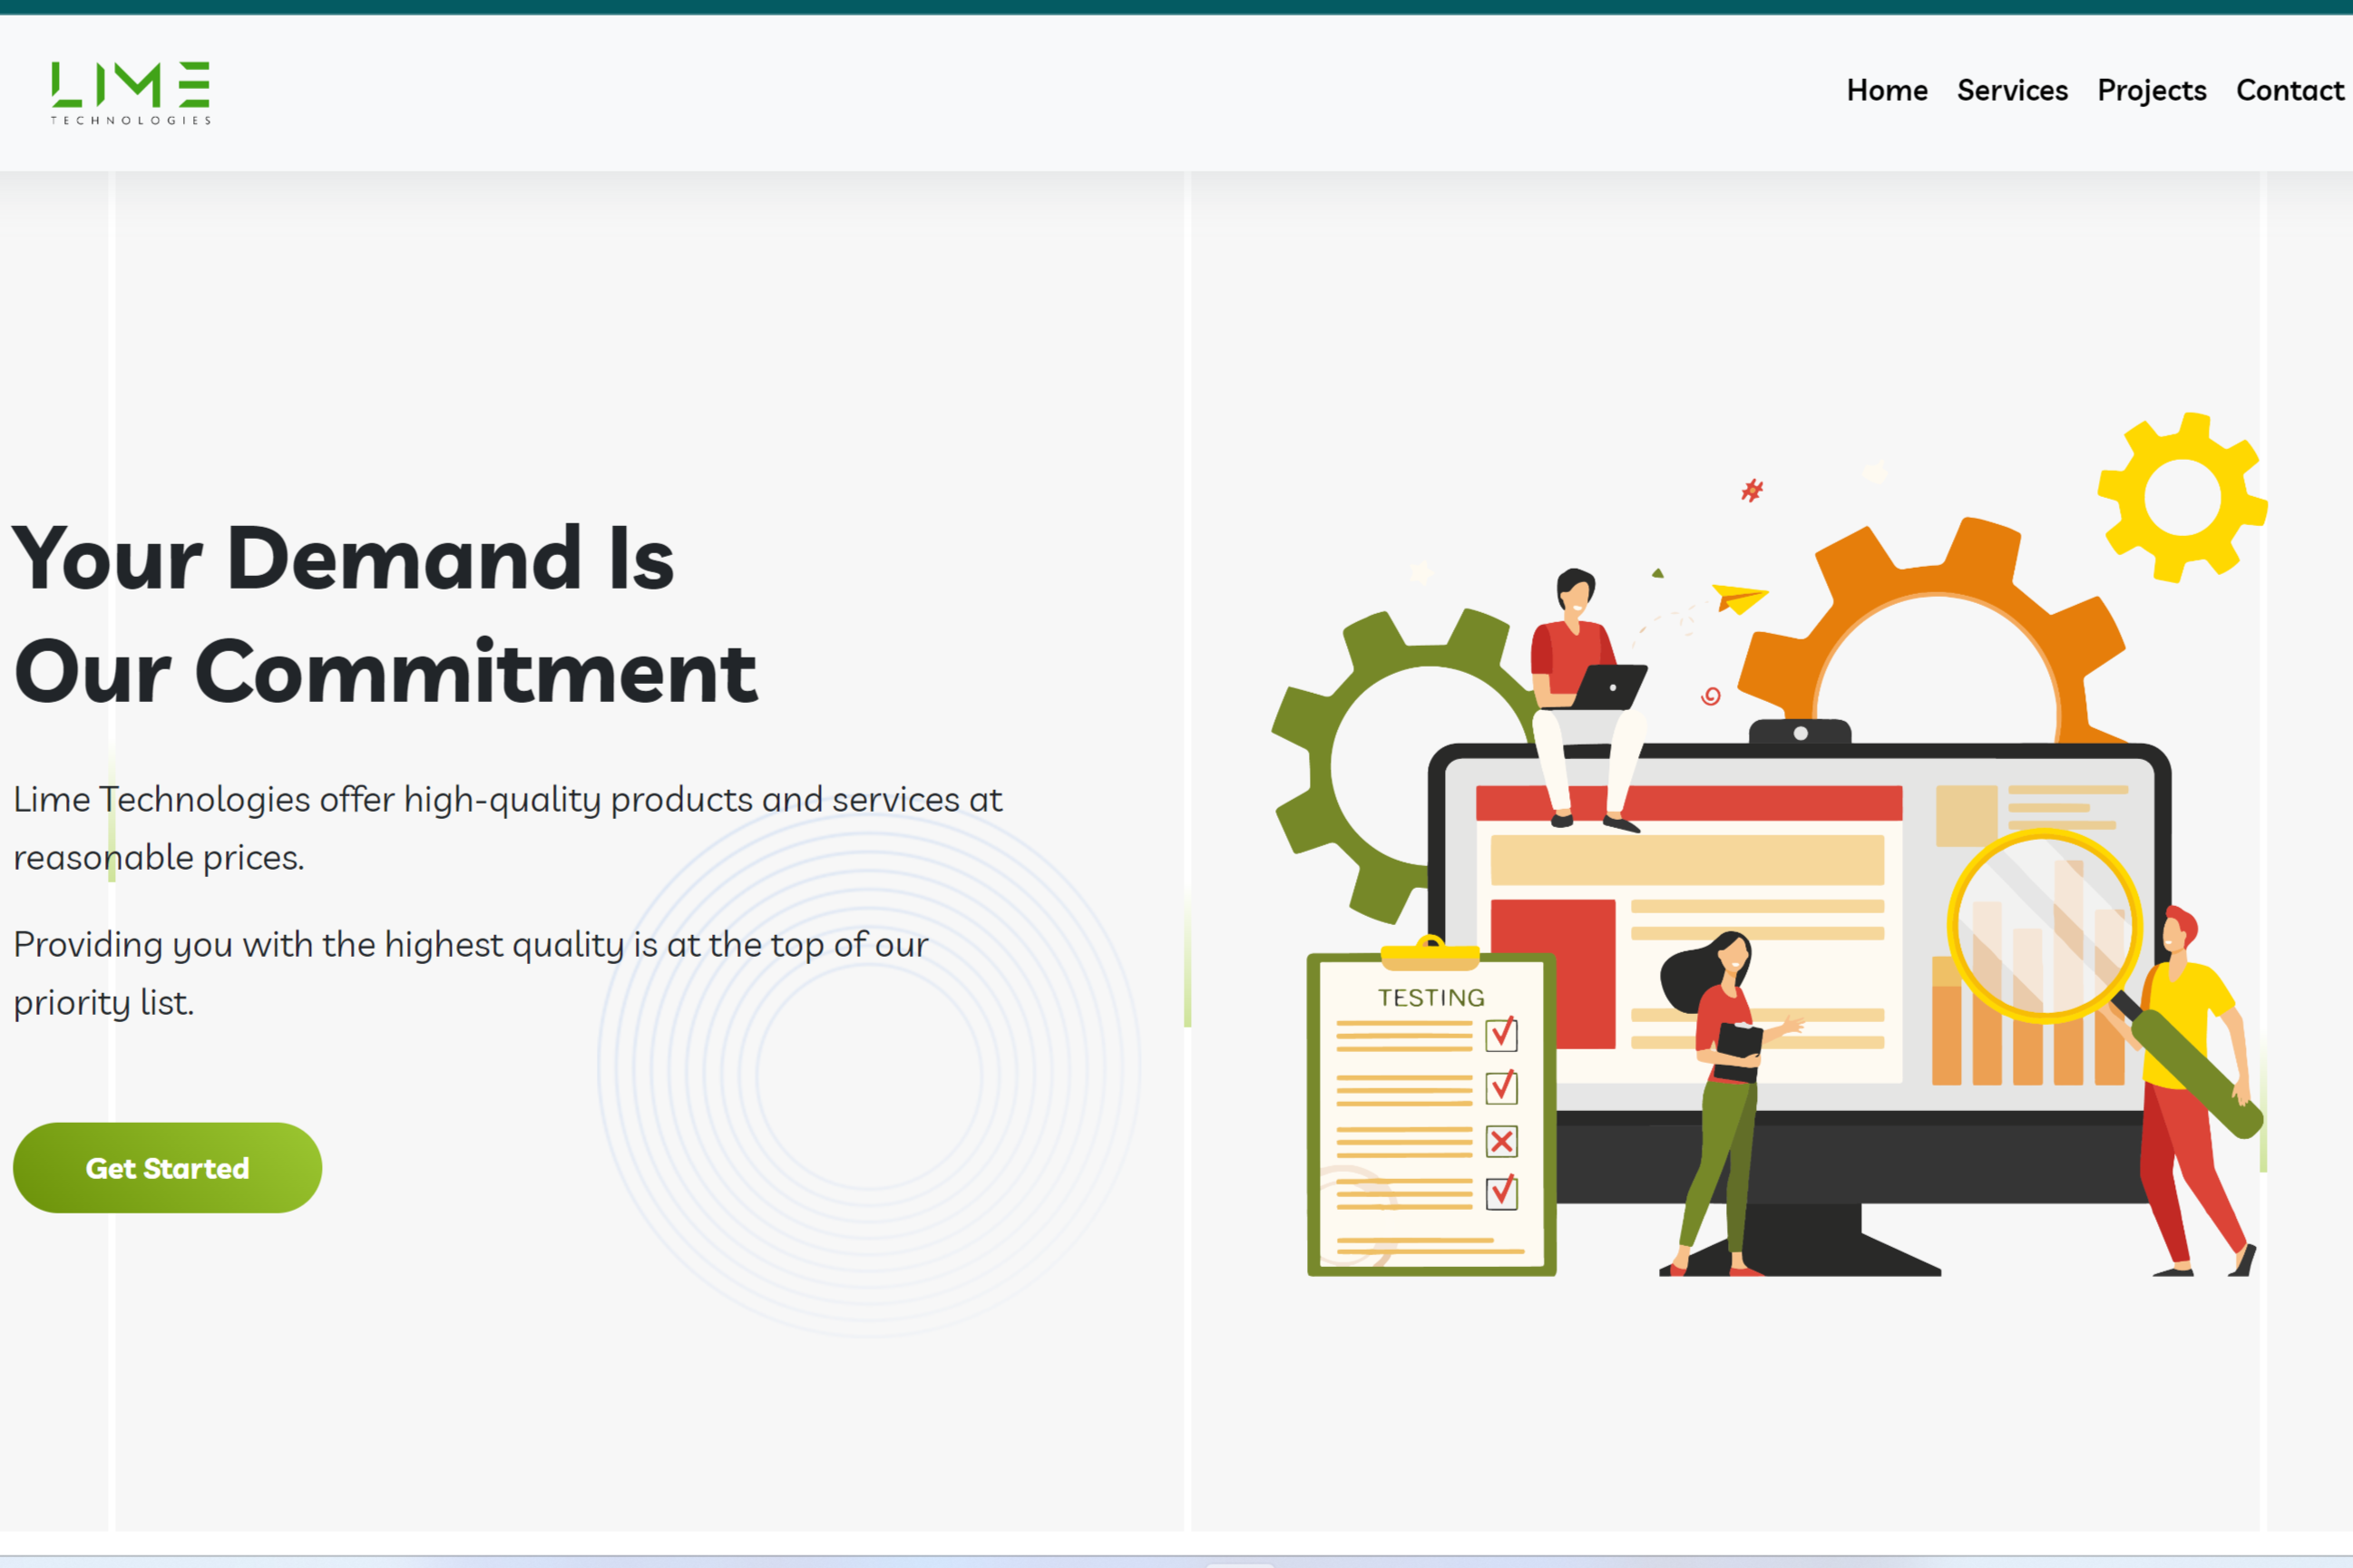 LIME
TECHNOLOGIES
Home Services Projects Contact
Your Demand Is
Our Commitment
Lime Technologies offer high-quality products and services at
reasonable prices.
Providing you with the highest quality is at the top of our
priority list.
Get Started
TESTING